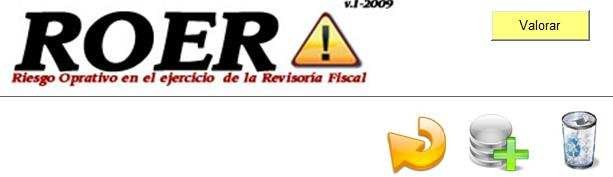 v.1-2009
ROER
Valorar
Riesgo Oprativo en el ejercicio de la Revisoría Fiscal